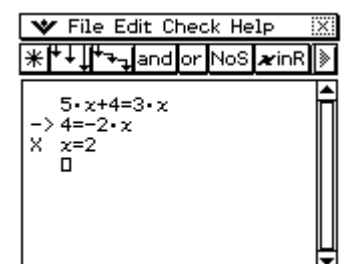 File Edit Check Help
and or NoS xinR
5·x+4=3·x
-> 4=-2·x
X x=2